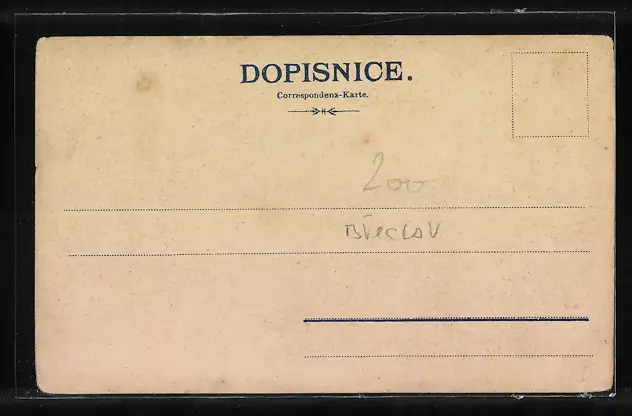 DOPISNICE.
Correspondenz-Karte.
200
Břeclav